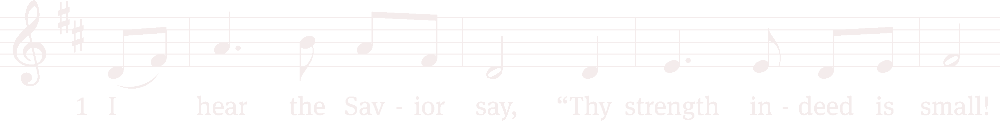 1 I hear the Sav - ior say, “Thy strength in - deed is small!